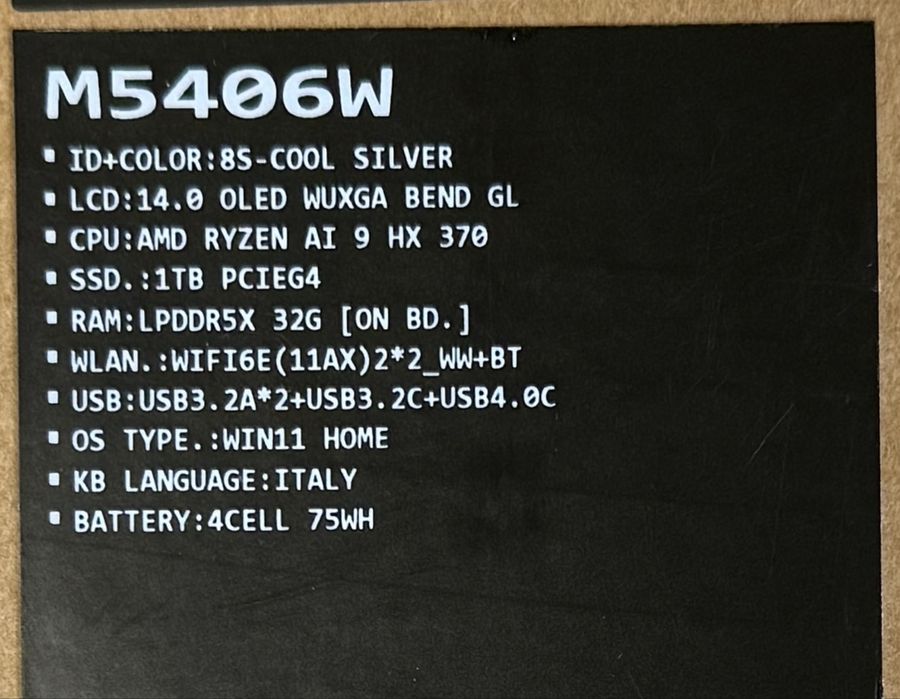 M5406W
▪ ID+COLOR:8S-COOL SILVER
▪ LCD:14.0 OLED WUXGA BEND GL
▪ CPU:AMD RYZEN AI 9 HX 370
▪ SSD.:1TB PCIEG4
▪ RAM:LPDDR5X 32G [ON BD.]
▪ WLAN.:WIFI6E(11AX)2*2_WW+BT
▪ USB:USB3.2A*2+USB3.2C+USB4.0C
▪ OS TYPE.:WIN11 HOME
▪ KB LANGUAGE:ITALY
▪ BATTERY:4CELL 75WH